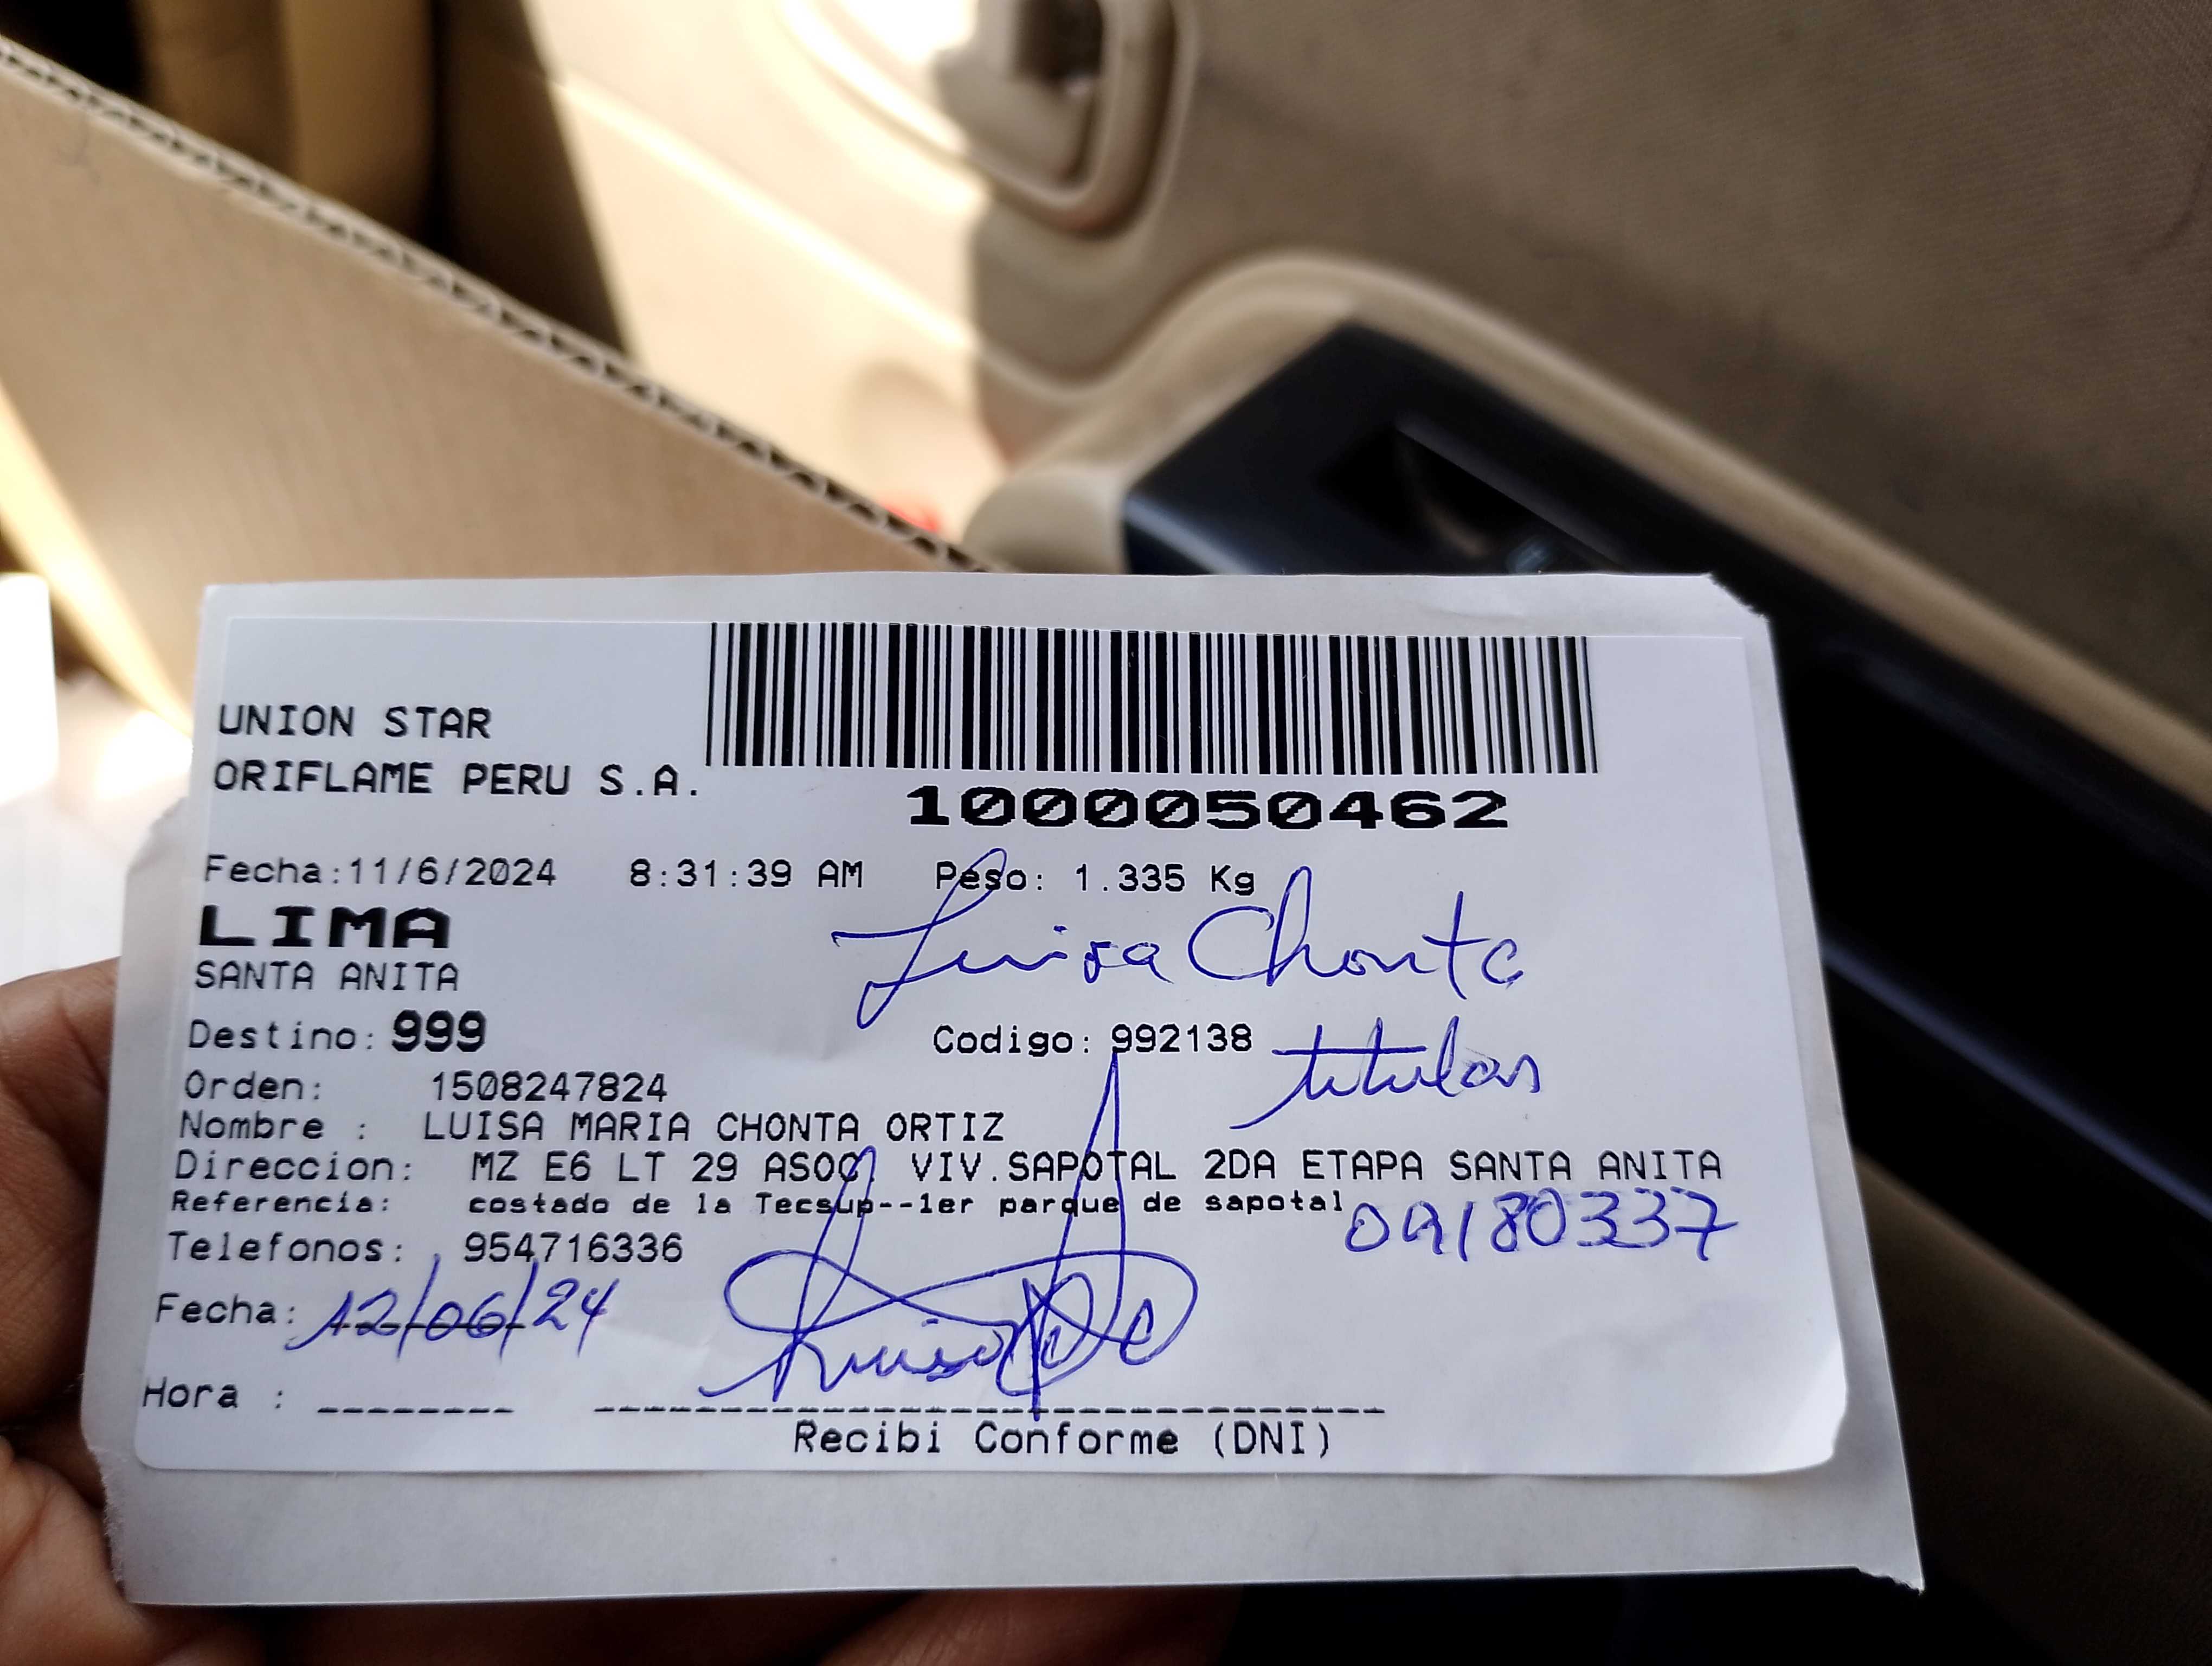 UNION STAR
ORIFLAME PERU S.A.
1000050462
Fecha:11/6/2024 8:31:39 AM Peso: 1.335 Kg
LIMA
Luisa Chonta
SANTA ANITA
Destino: 999 Codigo: 992138 titular
Orden: 1508247824
Nombre : LUISA MARIA CHONTA ORTIZ
Direccion: MZ E6 LT 29 ASOC. VIV.SAPOTAL 2DA ETAPA SANTA ANITA
Referencia: costado de la Tecsup--1er parque de sapotal
09180337
Telefonos: 954716336
Fecha: 12/06/24
Hora : ________
Recibi Conforme (DNI)